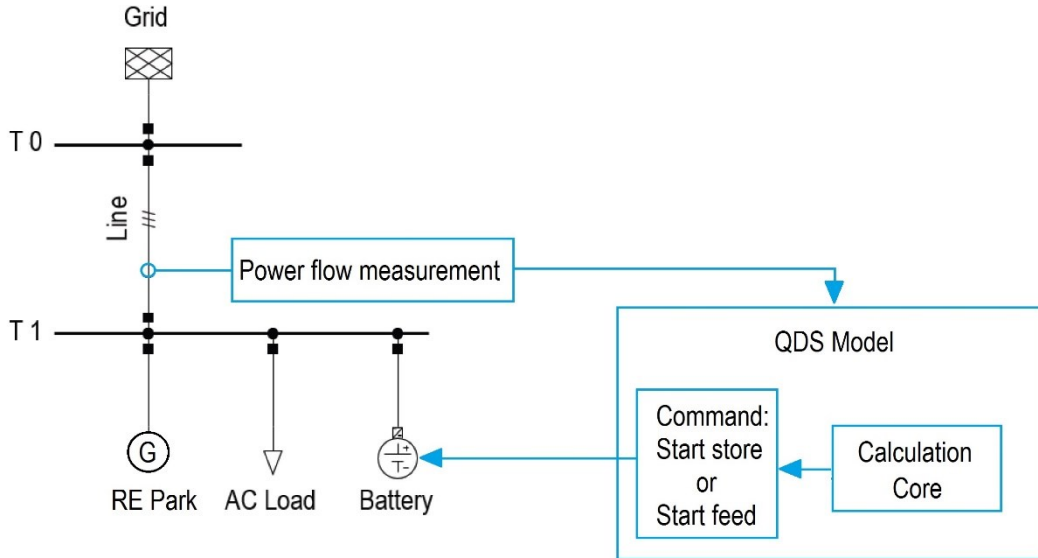 Grid
T 0
Line
Power flow measurement
T 1
QDS Model
Command:
Start store
or
Start feed
Calculation
Core
G
RE Park
AC Load
Battery